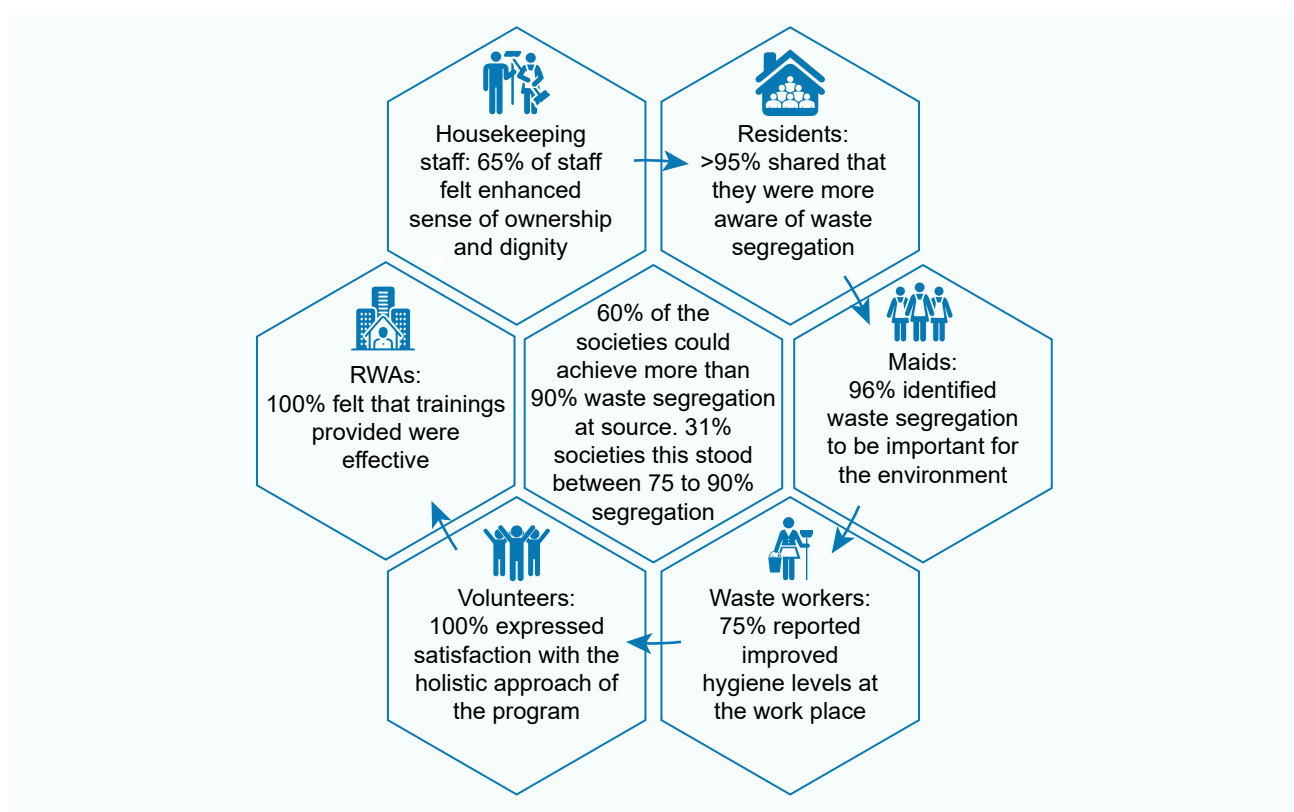 Housekeeping
staff: 65% of staff
felt enhanced
sense of ownership
and dignity
Residents:
>95% shared that
they were more
aware of waste
segregation
RWAs:
100% felt that trainings
provided were
effective
60% of the
societies could
achieve more than
90% waste segregation
at source. 31%
societies this stood
between 75 to 90%
segregation
Maids:
96% identified
waste segregation
to be important for
the environment
Volunteers:
100% expressed
satisfaction with the
holistic approach of
the program
Waste workers:
75% reported
improved
hygiene levels at
the work place